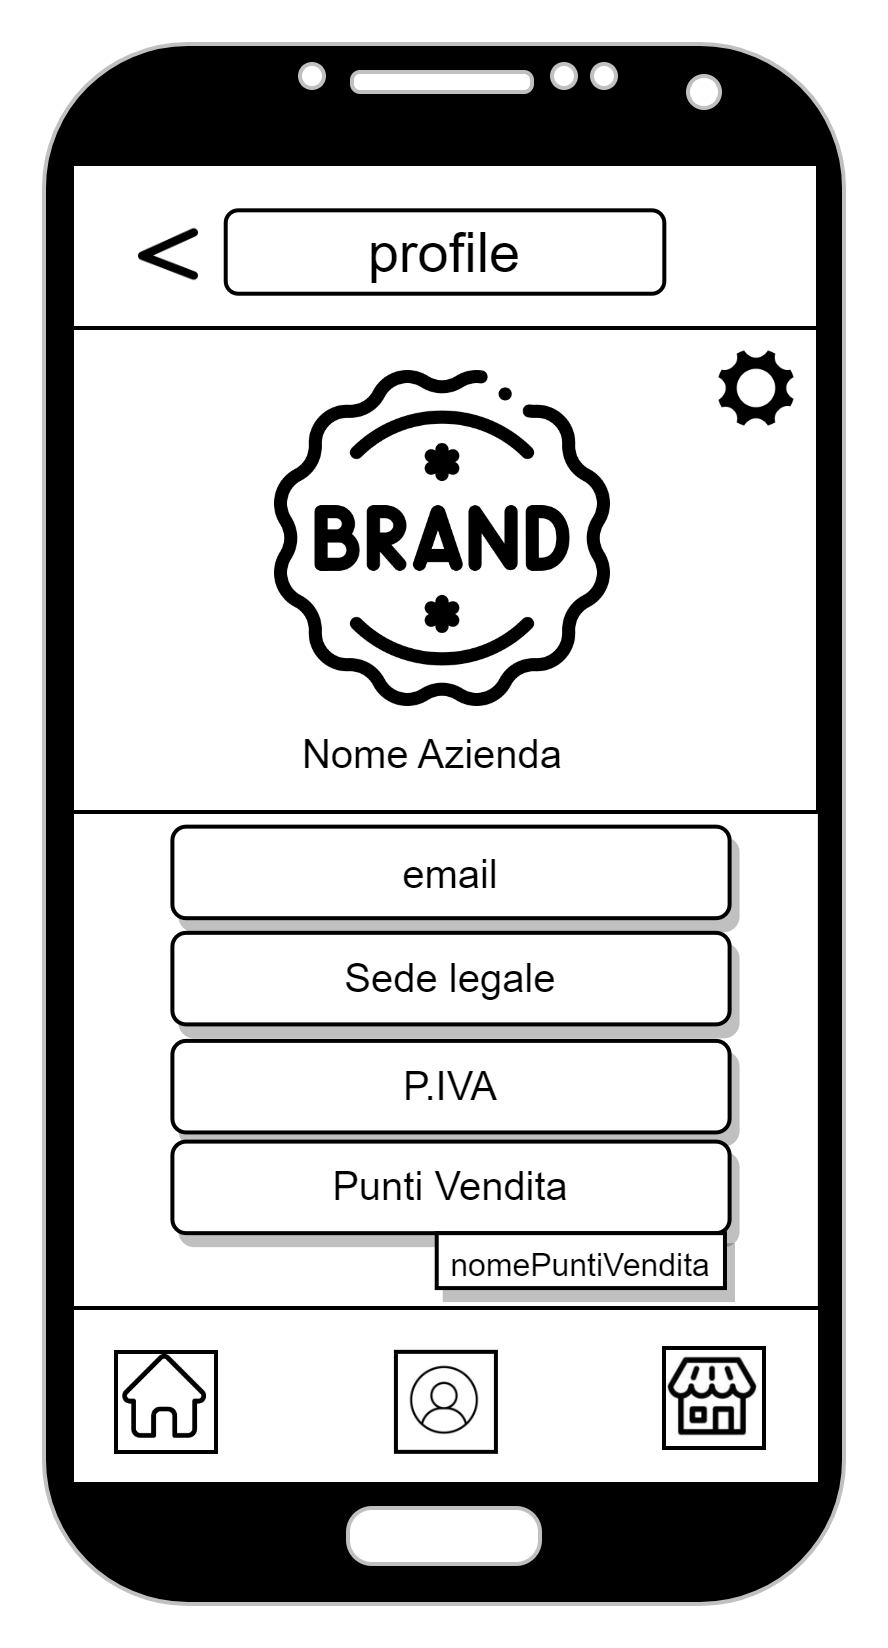 profile
BRAND
Nome Azienda
email
Sede legale
P.IVA
Punti Vendita
nomePuntiVendita